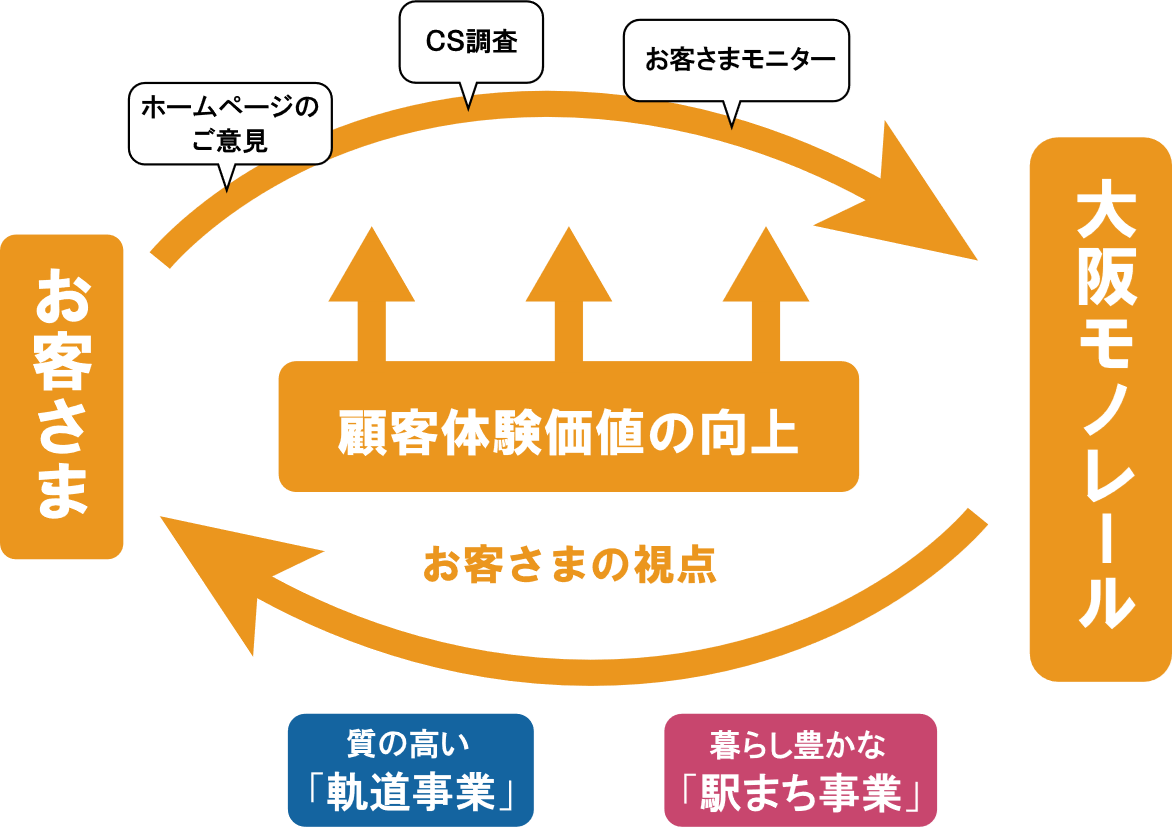 CS調査
お客さまモニター
ホームページの
ご意見
お客さま
大阪モノレール
顧客体験価値の向上
お客さまの視点
質の高い
「軌道事業」
暮らし豊かな
「駅まち事業」